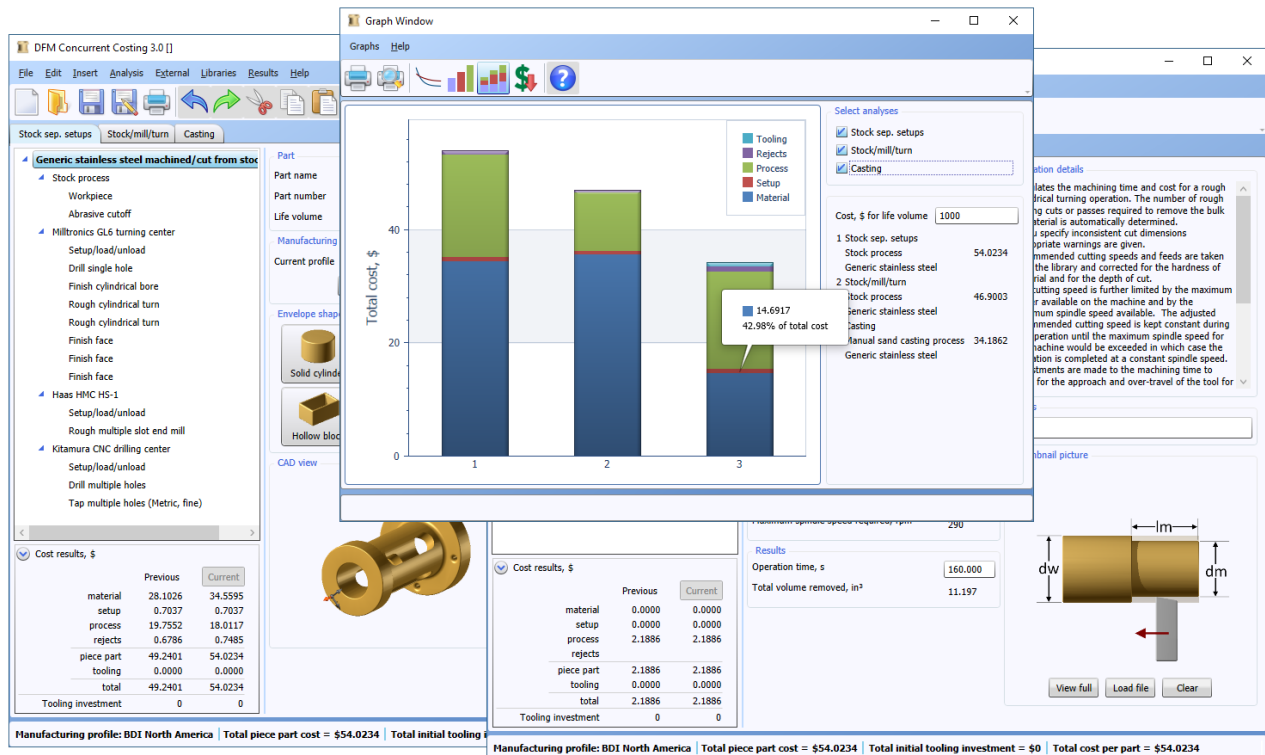 Graph Window
Graphs Help
Select analyses
Stock sep. setups
Stock/mill/turn
Casting
Cost, $ for life volume 1000
1 Stock sep. setups
Stock process 54.0234
Generic stainless steel
2 Stock/mill/turn
Stock process 46.9003
Generic stainless steel
Casting
Manual sand casting process 34.1862
Generic stainless steel
Tooling
Rejects
Process
Setup
Material
Total cost, $
40
20
0
1 2 3
14.6917
42.98% of total cost
DFM Concurrent Costing 3.0 []
File Edit Insert Analysis External Libraries Results Help
Stock sep. setups Stock/mill/turn Casting
Generic stainless steel machined/cut from stoc
Stock process
Workpiece
Abrasive cutoff
Milltronics GL6 turning center
Setup/load/unload
Drill single hole
Finish cylindrical bore
Rough cylindrical turn
Rough cylindrical turn
Finish face
Finish face
Finish face
Haas HMC HS-1
Setup/load/unload
Rough multiple slot end mill
Kitamura CNC drilling center
Setup/load/unload
Drill multiple holes
Tap multiple holes (Metric, fine)
Part
Part name
Part number
Life volume
Manufacturing
Current profile
Envelope shap
Solid cylinde
Hollow bloc
CAD view
Cost results, $
Previous Current
material 28.1026 34.5595
setup 0.7037 0.7037
process 19.7552 18.0117
rejects 0.6786 0.7485
piece part 49.2401 54.0234
tooling 0.0000 0.0000
total 49.2401 54.0234
Tooling investment 0 0
Manufacturing profile: BDI North America Total piece part cost = $54.0234 Total initial tooling i
ation details
lates the machining time and cost for a rough
drical turning operation. The number of rough
ng cuts or passes required to remove the bulk
aterial is automatically determined.
u specify inconsistent cut dimensions
opriate warnings are given.
mmended cutting speeds and feeds are taken
the library and corrected for the hardness of
rial and for the depth of cut.
utting speed is further limited by the maximum
er available on the machine and by the
mum spindle speed available. The adjusted
mmended cutting speed is kept constant during
peration until the maximum spindle speed for
machine would be exceeded in which case the
ation is completed at a constant spindle speed.
stments are made to the machining time to
for the approach and over-travel of the tool for
mbnail picture
lm
dw
dm
View full Load file Clear
Maximum spindle speed required, rpm 290
Results
Operation time, s 160.000
Total volume removed, in³ 11.197
Cost results, $
Previous Current
material 0.0000 0.0000
setup 0.0000 0.0000
process 2.1886 2.1886
rejects
piece part 2.1886 2.1886
tooling 0.0000 0.0000
total 2.1886 2.1886
Tooling investment 0 0
Manufacturing profile: BDI North America Total piece part cost = $54.0234 Total initial tooling investment = $0 Total cost per part = $54.0234